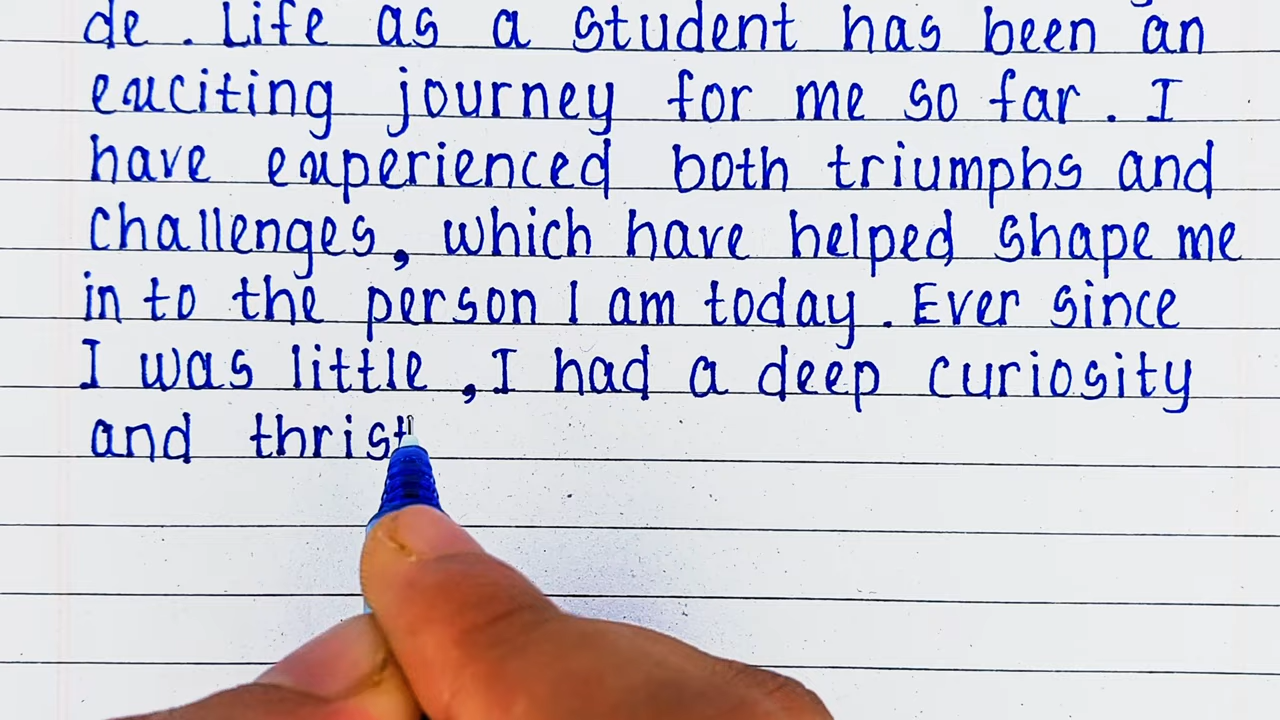 de. Life as a student has been an
exciting journey for me so far. I
have experienced both triumphs and
challenges, which have helped shape me
in to the person I am today. Ever since
I was little, I had a deep curiosity
and thrist